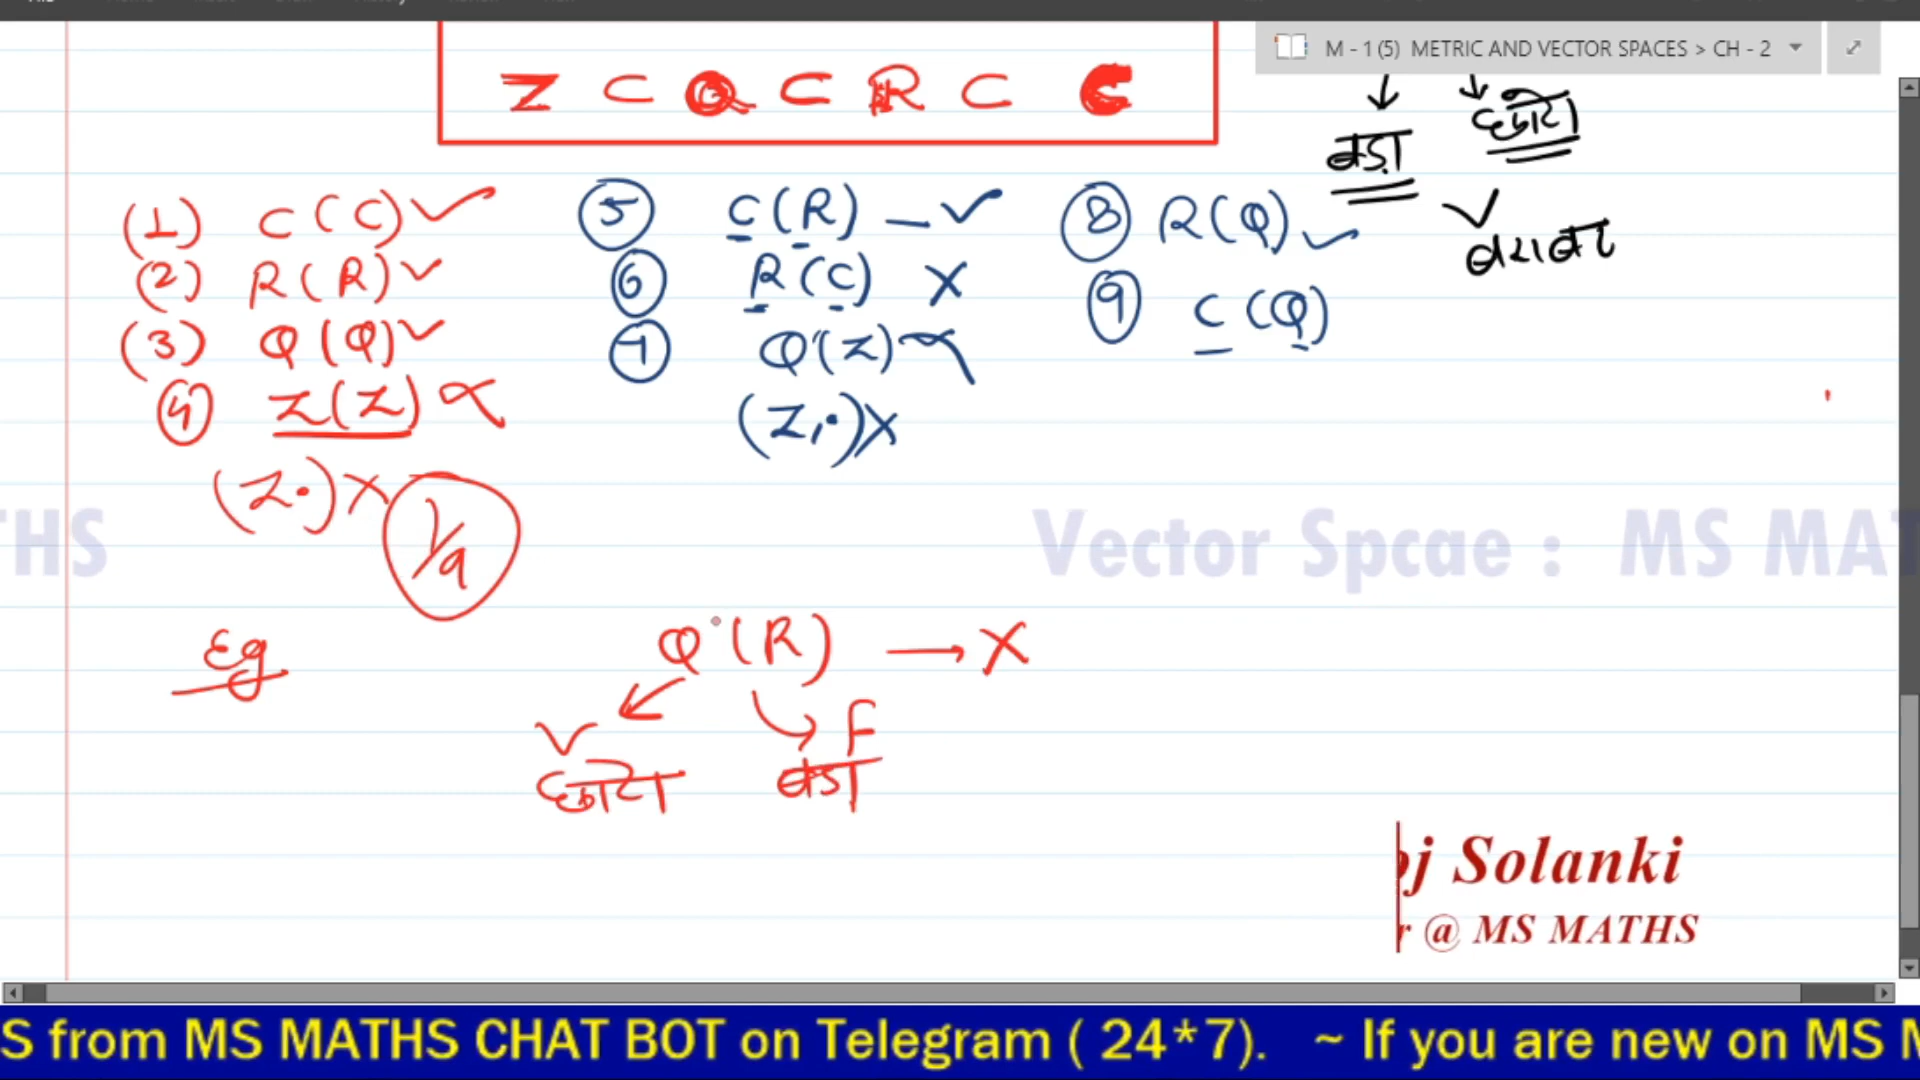 M - 1 (5) METRIC AND VECTOR SPACES > CH - 2
Z ⊂ Q ⊂ R ⊂ C
बड़ा छोटा
बराबर
(1) C (C) ✓
(2) R (R) ✓
(3) Q (Q) ✓
(4) Z (Z) ×
(Z ·) X 1/a
(5) C (R) — ✓
(6) R (C) X
(7) Q (Z) ×
(Z, ·) X
(8) R (Q) ✓
(9) C (Q)
THS Vector Spcae : MS MAT
Eg Q (R) → X
V F
छोटा बड़ा
oj Solanki
r @ MS MATHS
S from MS MATHS CHAT BOT on Telegram ( 24*7). ~ If you are new on MS M